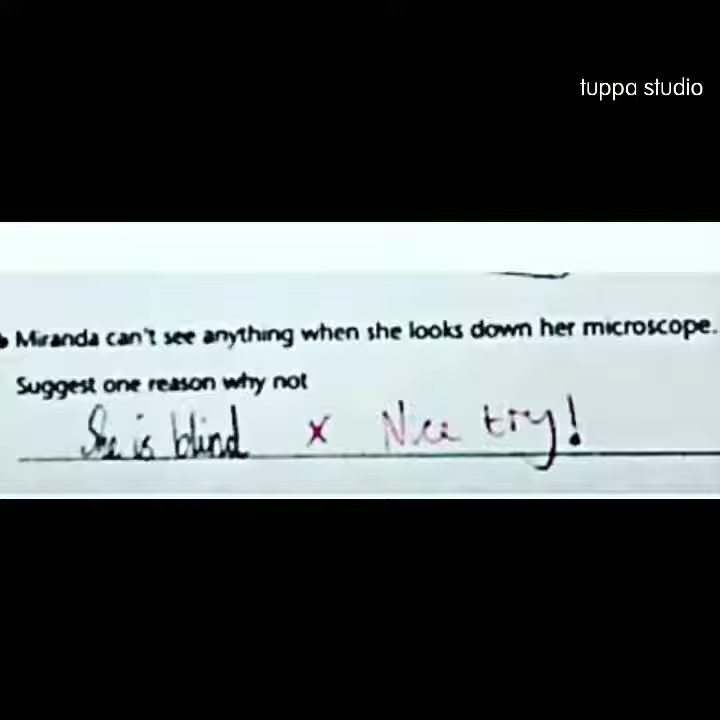 tuppa studio
Miranda can't see anything when she looks down her microscope.
Suggest one reason why not
She is blind x Nice try!